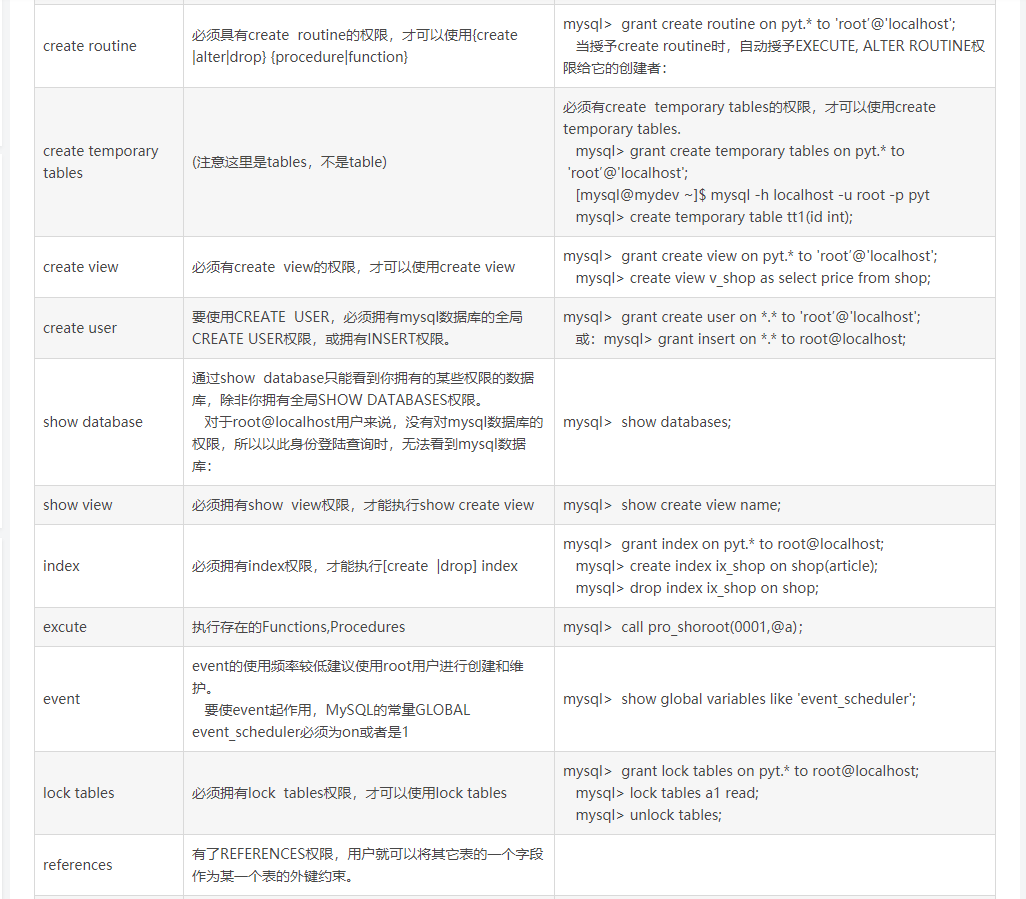 create routine
必须具有create  routine的权限，才可以使用{create
|alter|drop} {procedure|function}
mysql>  grant create routine on pyt.* to 'root′@'localhost′;
当授予create routine时，自动授予EXECUTE, ALTER ROUTINE权
限给它的创建者：
create temporary
tables
(注意这里是tables，不是table)
必须有create  temporary tables的权限，才可以使用create
temporary tables.
mysql> grant create temporary tables on pyt.* to
'root′@'localhost′;
[mysql@mydev ~]$ mysql -h localhost -u root -p pyt
mysql> create temporary table tt1(id int);
create view
必须有create  view的权限，才可以使用create view
mysql>  grant create view on pyt.* to 'root′@'localhost′;
mysql> create view v_shop as select price from shop;
create user
要使用CREATE  USER，必须拥有mysql数据库的全局
CREATE USER权限，或拥有INSERT权限。
mysql>  grant create user on *.* to 'root′@'localhost′;
或：mysql> grant insert on *.* to root@localhost;
show database
通过show  database只能看到你拥有的某些权限的数据
库，除非你拥有全局SHOW DATABASES权限。
对于root@localhost用户来说，没有对mysql数据库的
权限，所以以此身份登陆查询时，无法看到mysql数据
库：
mysql>  show databases;
show view
必须拥有show  view权限，才能执行show create view
mysql>  show create view name;
index
必须拥有index权限，才能执行[create  |drop] index
mysql>  grant index on pyt.* to root@localhost;
mysql> create index ix_shop on shop(article);
mysql> drop index ix_shop on shop;
excute
执行存在的Functions,Procedures
mysql>  call pro_shoroot(0001,@a)；
event
event的使用频率较低建议使用root用户进行创建和维
护。
要使event起作用，MySQL的常量GLOBAL
event_scheduler必须为on或者是1
mysql>  show global variables like 'event_scheduler′;
lock tables
必须拥有lock  tables权限，才可以使用lock tables
mysql>  grant lock tables on pyt.* to root@localhost;
mysql> lock tables a1 read;
mysql> unlock tables;
references
有了REFERENCES权限，用户就可以将其它表的一个字段
作为某一个表的外键约束。